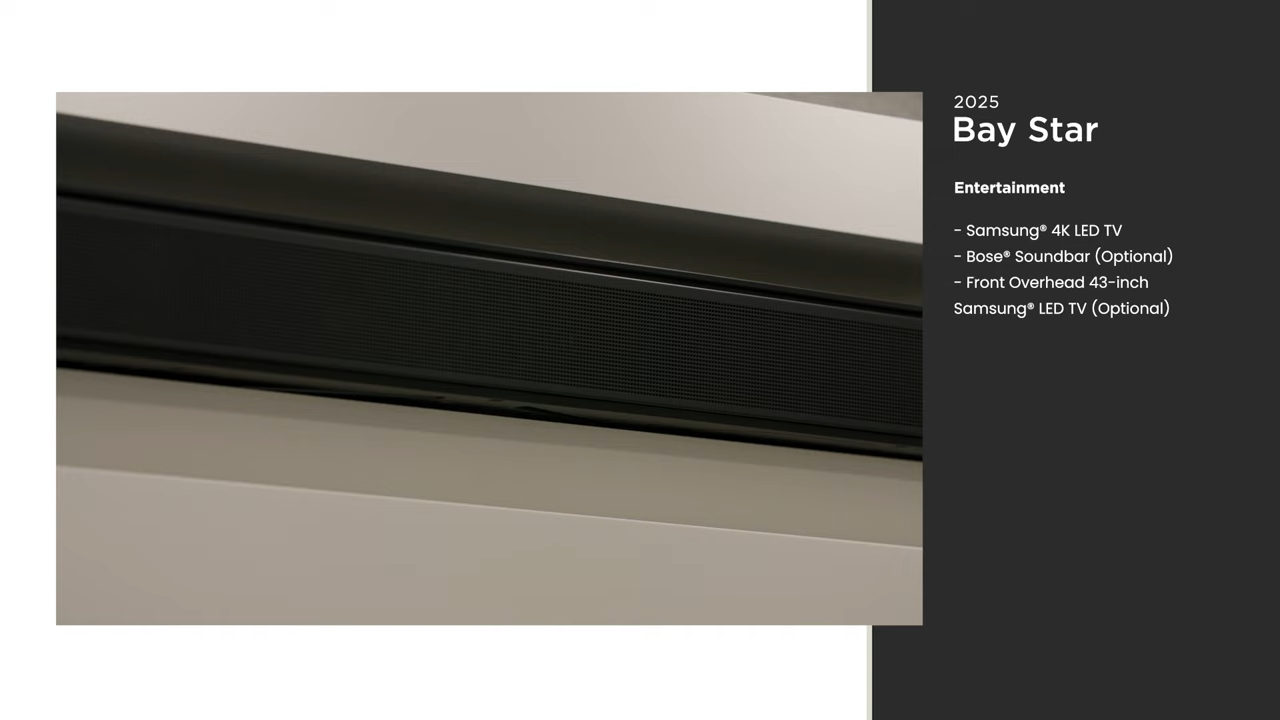 2025
Bay Star
Entertainment
- Samsung® 4K LED TV
- Bose® Soundbar (Optional)
- Front Overhead 43-inch
Samsung® LED TV (Optional)